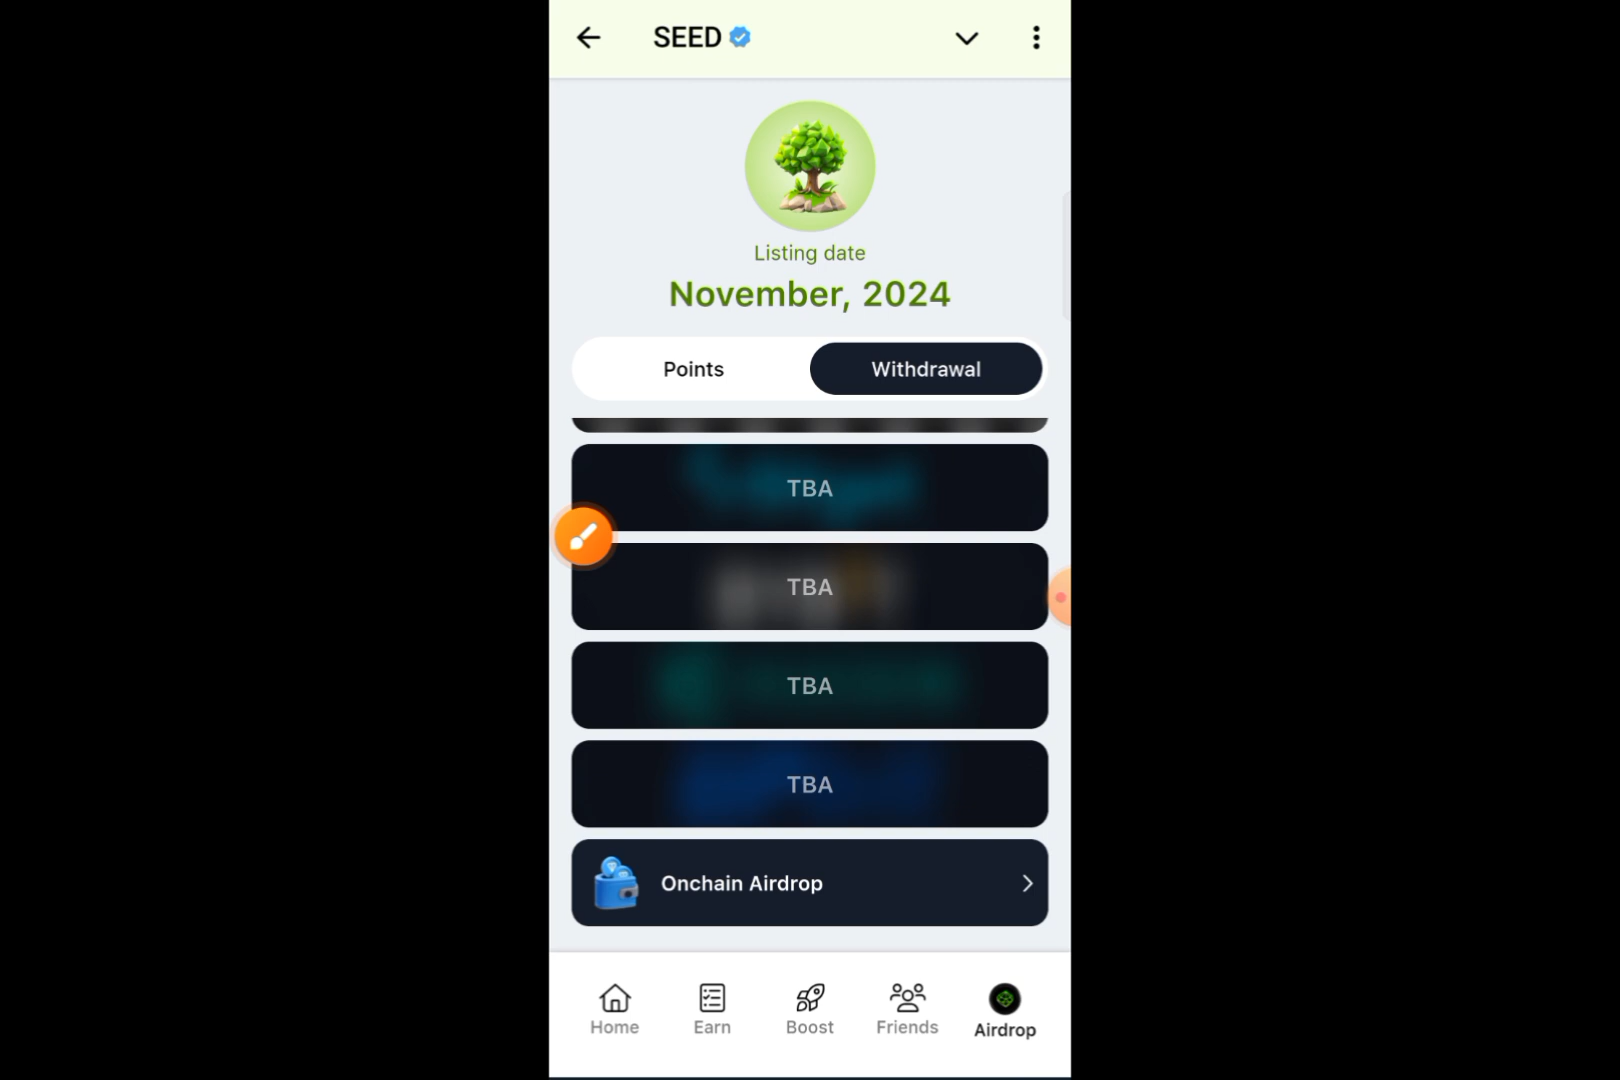 SEED
Listing date
November, 2024
Points
Withdrawal
TBA
TBA
TBA
TBA
Onchain Airdrop
Home
Earn
Boost
Friends
Airdrop